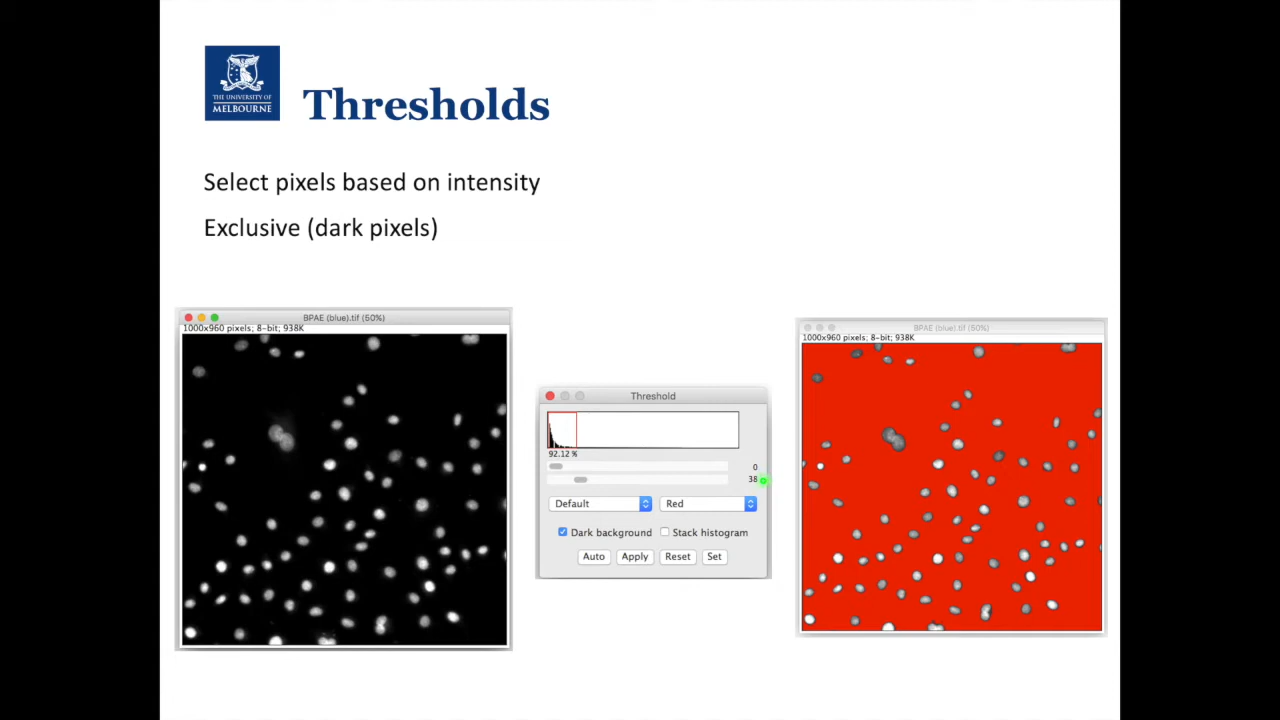 THE UNIVERSITY OF
MELBOURNE
Thresholds
Select pixels based on intensity
Exclusive (dark pixels)
BPAE (blue).tif (50%)
1000x960 pixels; 8-bit; 938K
Threshold
92.12 %
0
38
Default
Red
Dark background
Stack histogram
Auto
Apply
Reset
Set
BPAE (blue).tif (50%)
1000x960 pixels; 8-bit; 938K